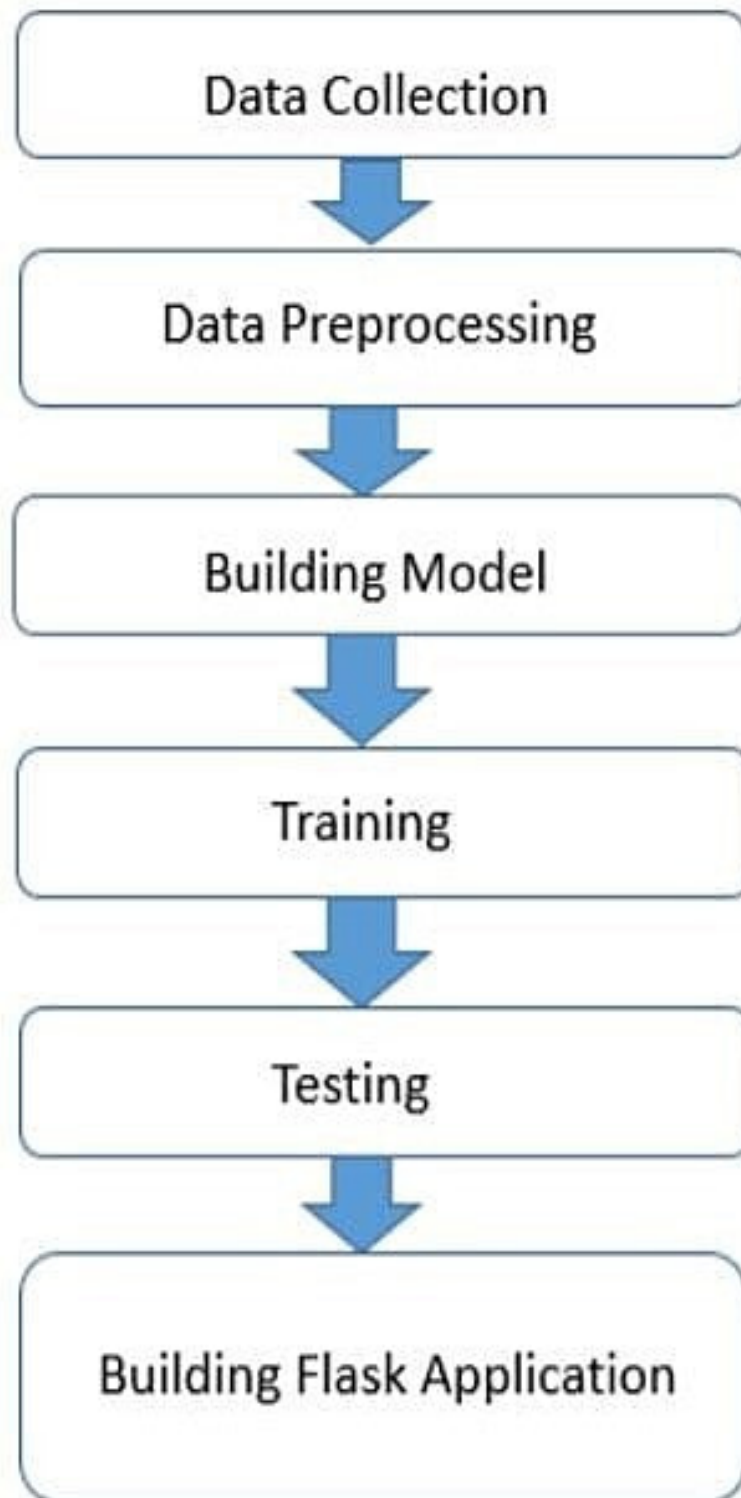 Data Collection
Data Preprocessing
Building Model
Training
Testing
Building Flask Application